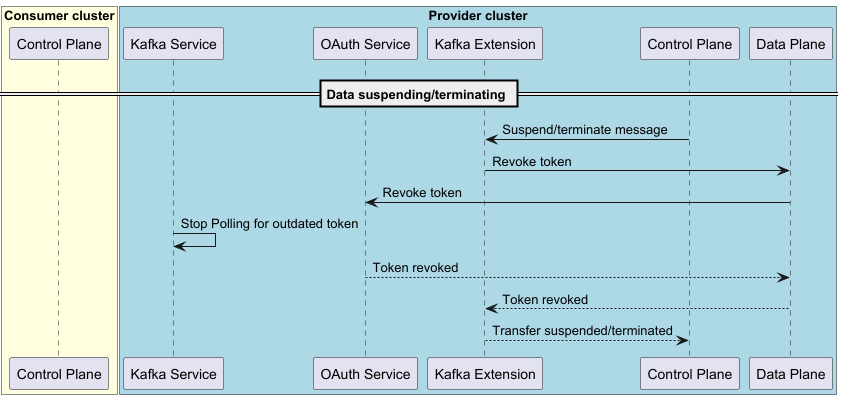 Consumer cluster
Provider cluster
Control Plane
Kafka Service
OAuth Service
Kafka Extension
Control Plane
Data Plane
Data suspending/terminating
Suspend/terminate message
Revoke token
Revoke token
Stop Polling for outdated token
Token revoked
Token revoked
Transfer suspended/terminated
Control Plane
Kafka Service
OAuth Service
Kafka Extension
Control Plane
Data Plane